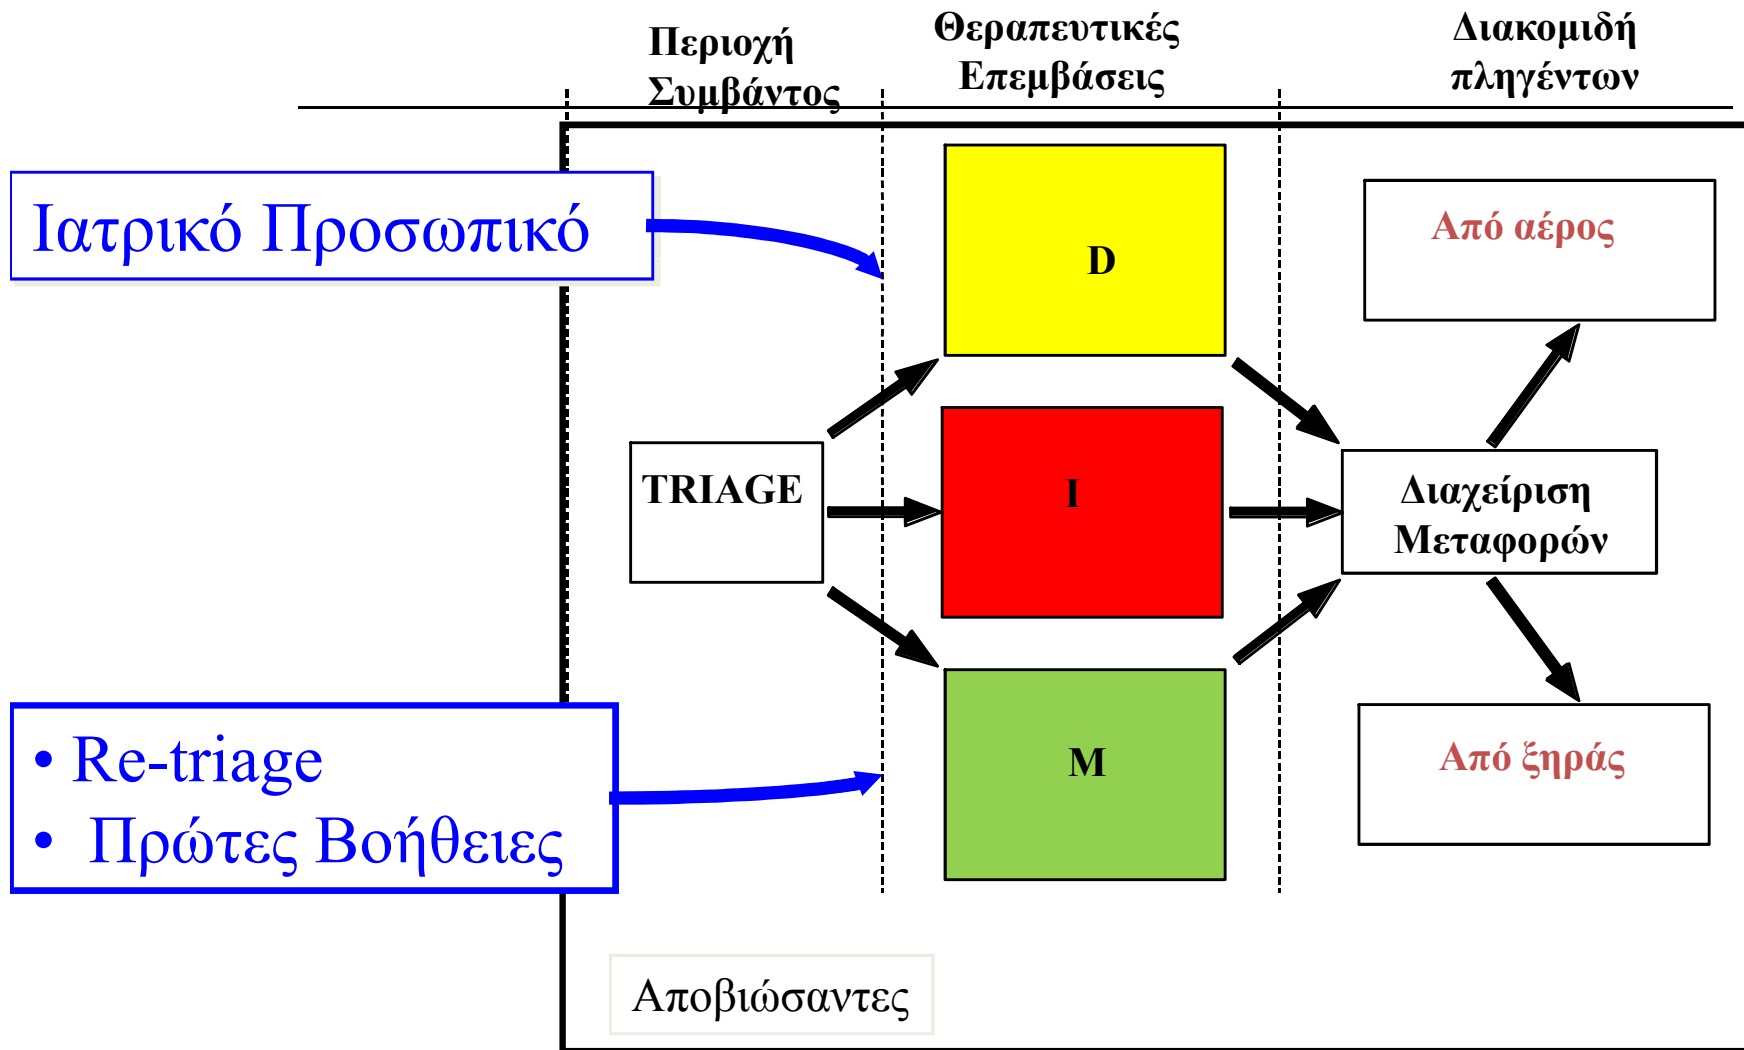 Περιοχή
Συμβάντος
Θεραπευτικές
Επεμβάσεις
Διακομιδή
πληγέντων
Ιατρικό Προσωπικό
D
Από αέρος
TRIAGE
I
Διαχείριση
Μεταφορών
• Re-triage
• Πρώτες Βοήθειες
M
Από ξηράς
Αποβιώσαντες